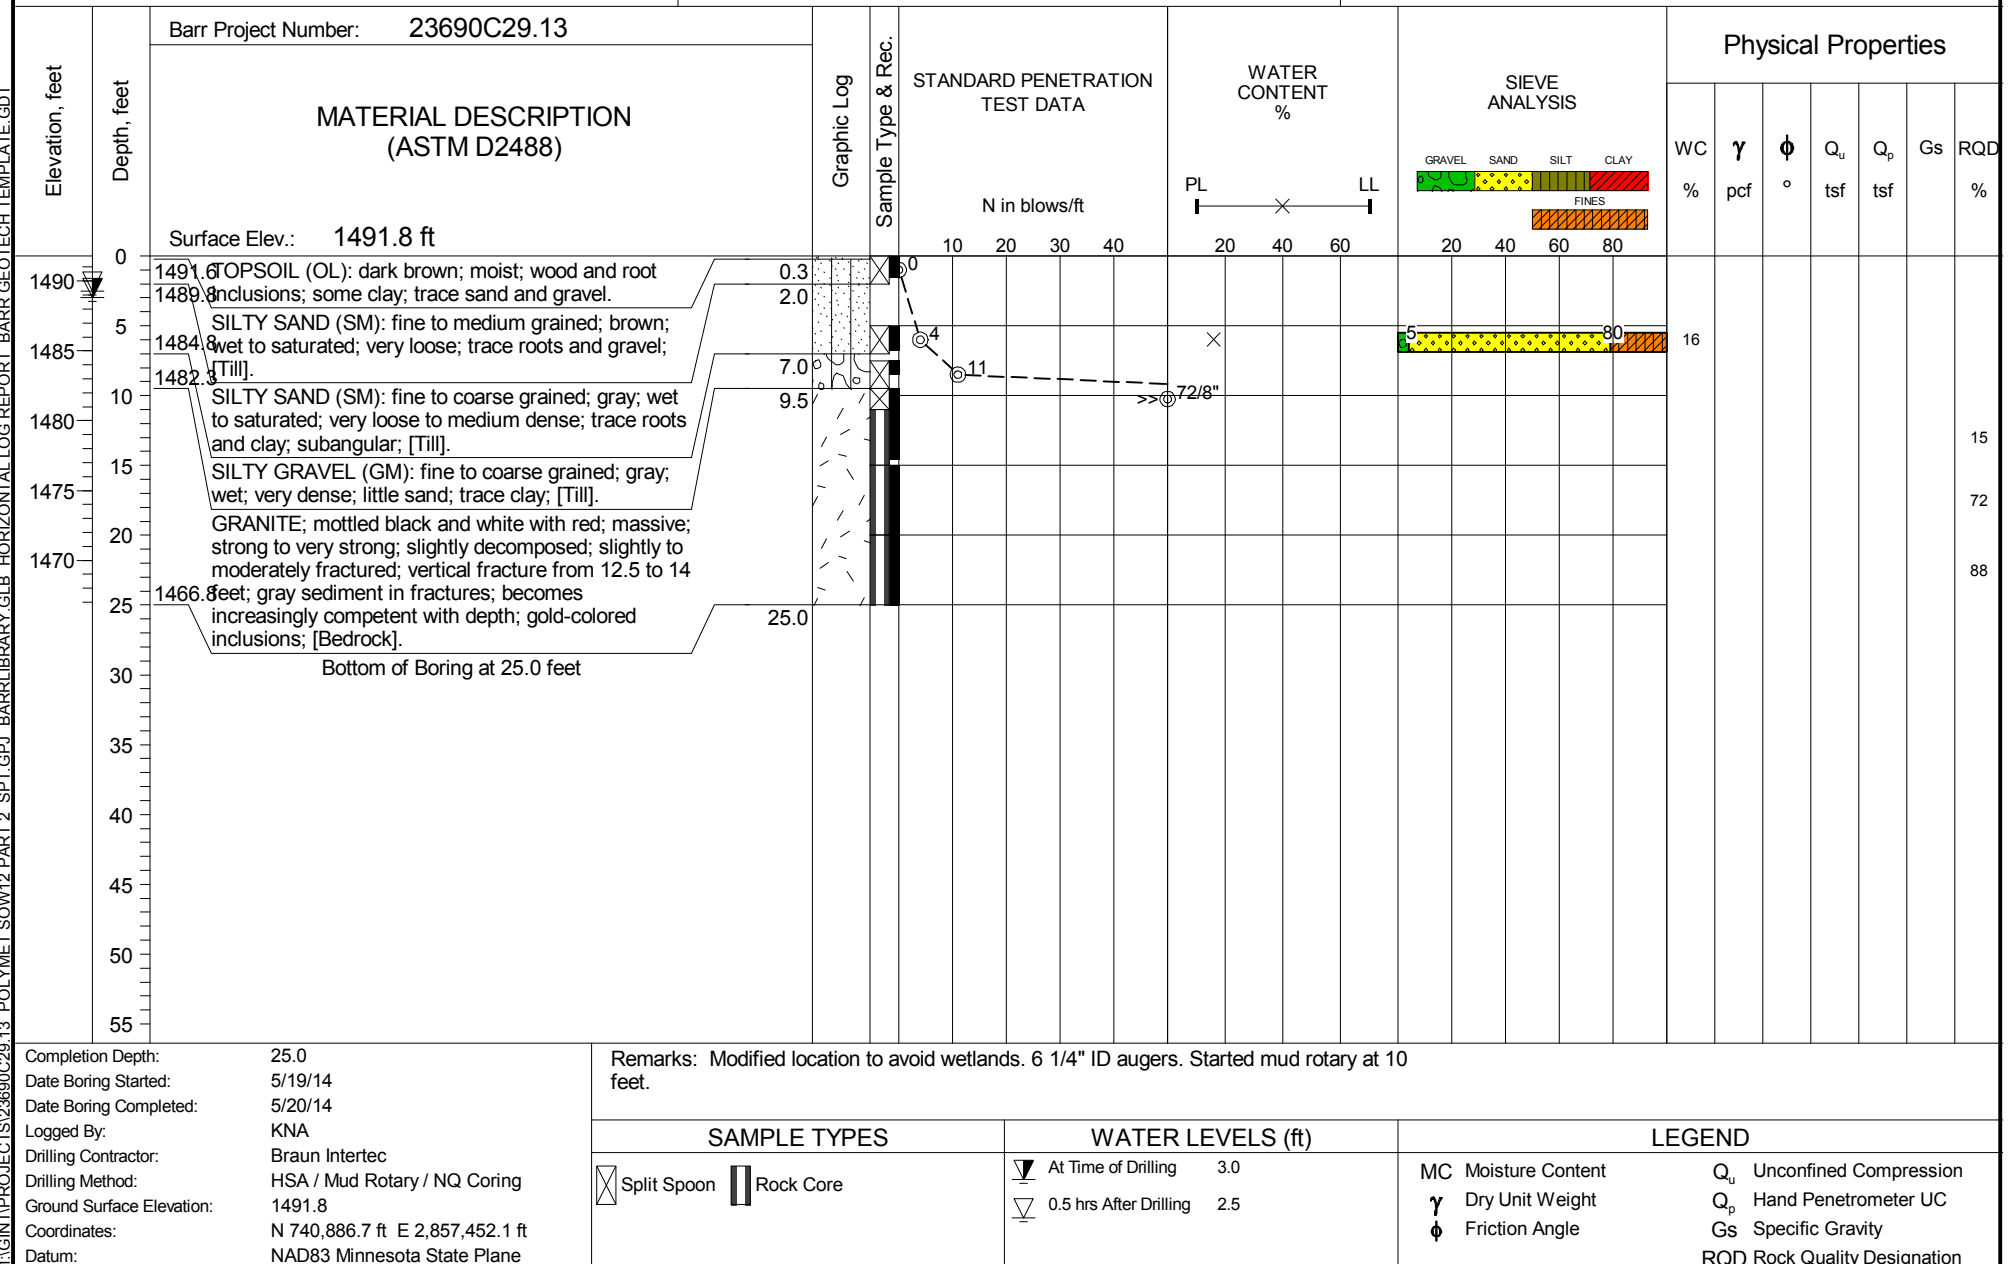 Barr Project Number: 23690C29.13
Elevation, feet
Depth, feet
MATERIAL DESCRIPTION
(ASTM D2488)
Surface Elev.: 1491.8 ft
Graphic Log
Sample Type & Rec.
STANDARD PENETRATION
TEST DATA
N in blows/ft
10 20 30 40
WATER
CONTENT
%
PL LL
20 40 60
SIEVE
ANALYSIS
GRAVEL SAND SILT CLAY
FINES
20 40 60 80
Physical Properties
WC γ ϕ Qu Qp Gs RQD
% pcf ° tsf tsf %
1490
1485
1480
1475
1470
0
5
10
15
20
25
30
35
40
45
50
55
1491.6 TOPSOIL (OL): dark brown; moist; wood and root 0.3
1489.8 inclusions; some clay; trace sand and gravel. 2.0
SILTY SAND (SM): fine to medium grained; brown;
1484.8 wet to saturated; very loose; trace roots and gravel; 7.0
1482.3 [Till]. 9.5
SILTY SAND (SM): fine to coarse grained; gray; wet
to saturated; very loose to medium dense; trace roots
and clay; subangular; [Till].
SILTY GRAVEL (GM): fine to coarse grained; gray;
wet; very dense; little sand; trace clay; [Till].
GRANITE; mottled black and white with red; massive;
strong to very strong; slightly decomposed; slightly to
moderately fractured; vertical fracture from 12.5 to 14
1466.8 feet; gray sediment in fractures; becomes
increasingly competent with depth; gold-colored 25.0
inclusions; [Bedrock].
Bottom of Boring at 25.0 feet
0
4
11
>> 72/8"
5 80
16
15
72
88
Completion Depth: 25.0
Date Boring Started: 5/19/14
Date Boring Completed: 5/20/14
Logged By: KNA
Drilling Contractor: Braun Intertec
Drilling Method: HSA / Mud Rotary / NQ Coring
Ground Surface Elevation: 1491.8
Coordinates: N 740,886.7 ft E 2,857,452.1 ft
Datum: NAD83 Minnesota State Plane
Remarks: Modified location to avoid wetlands. 6 1/4" ID augers. Started mud rotary at 10
feet.
SAMPLE TYPES
Split Spoon Rock Core
WATER LEVELS (ft)
At Time of Drilling 3.0
0.5 hrs After Drilling 2.5
LEGEND
MC Moisture Content
γ Dry Unit Weight
ϕ Friction Angle
Qu Unconfined Compression
Qp Hand Penetrometer UC
Gs Specific Gravity
RQD Rock Quality Designation
23690C29.13 POLYMET SOW12 PART 2 SPT.GPJ BARRLIBRARY.GLB HORIZONTAL LOG REPORT BARR GEOTECH TEMPLATE.GDT